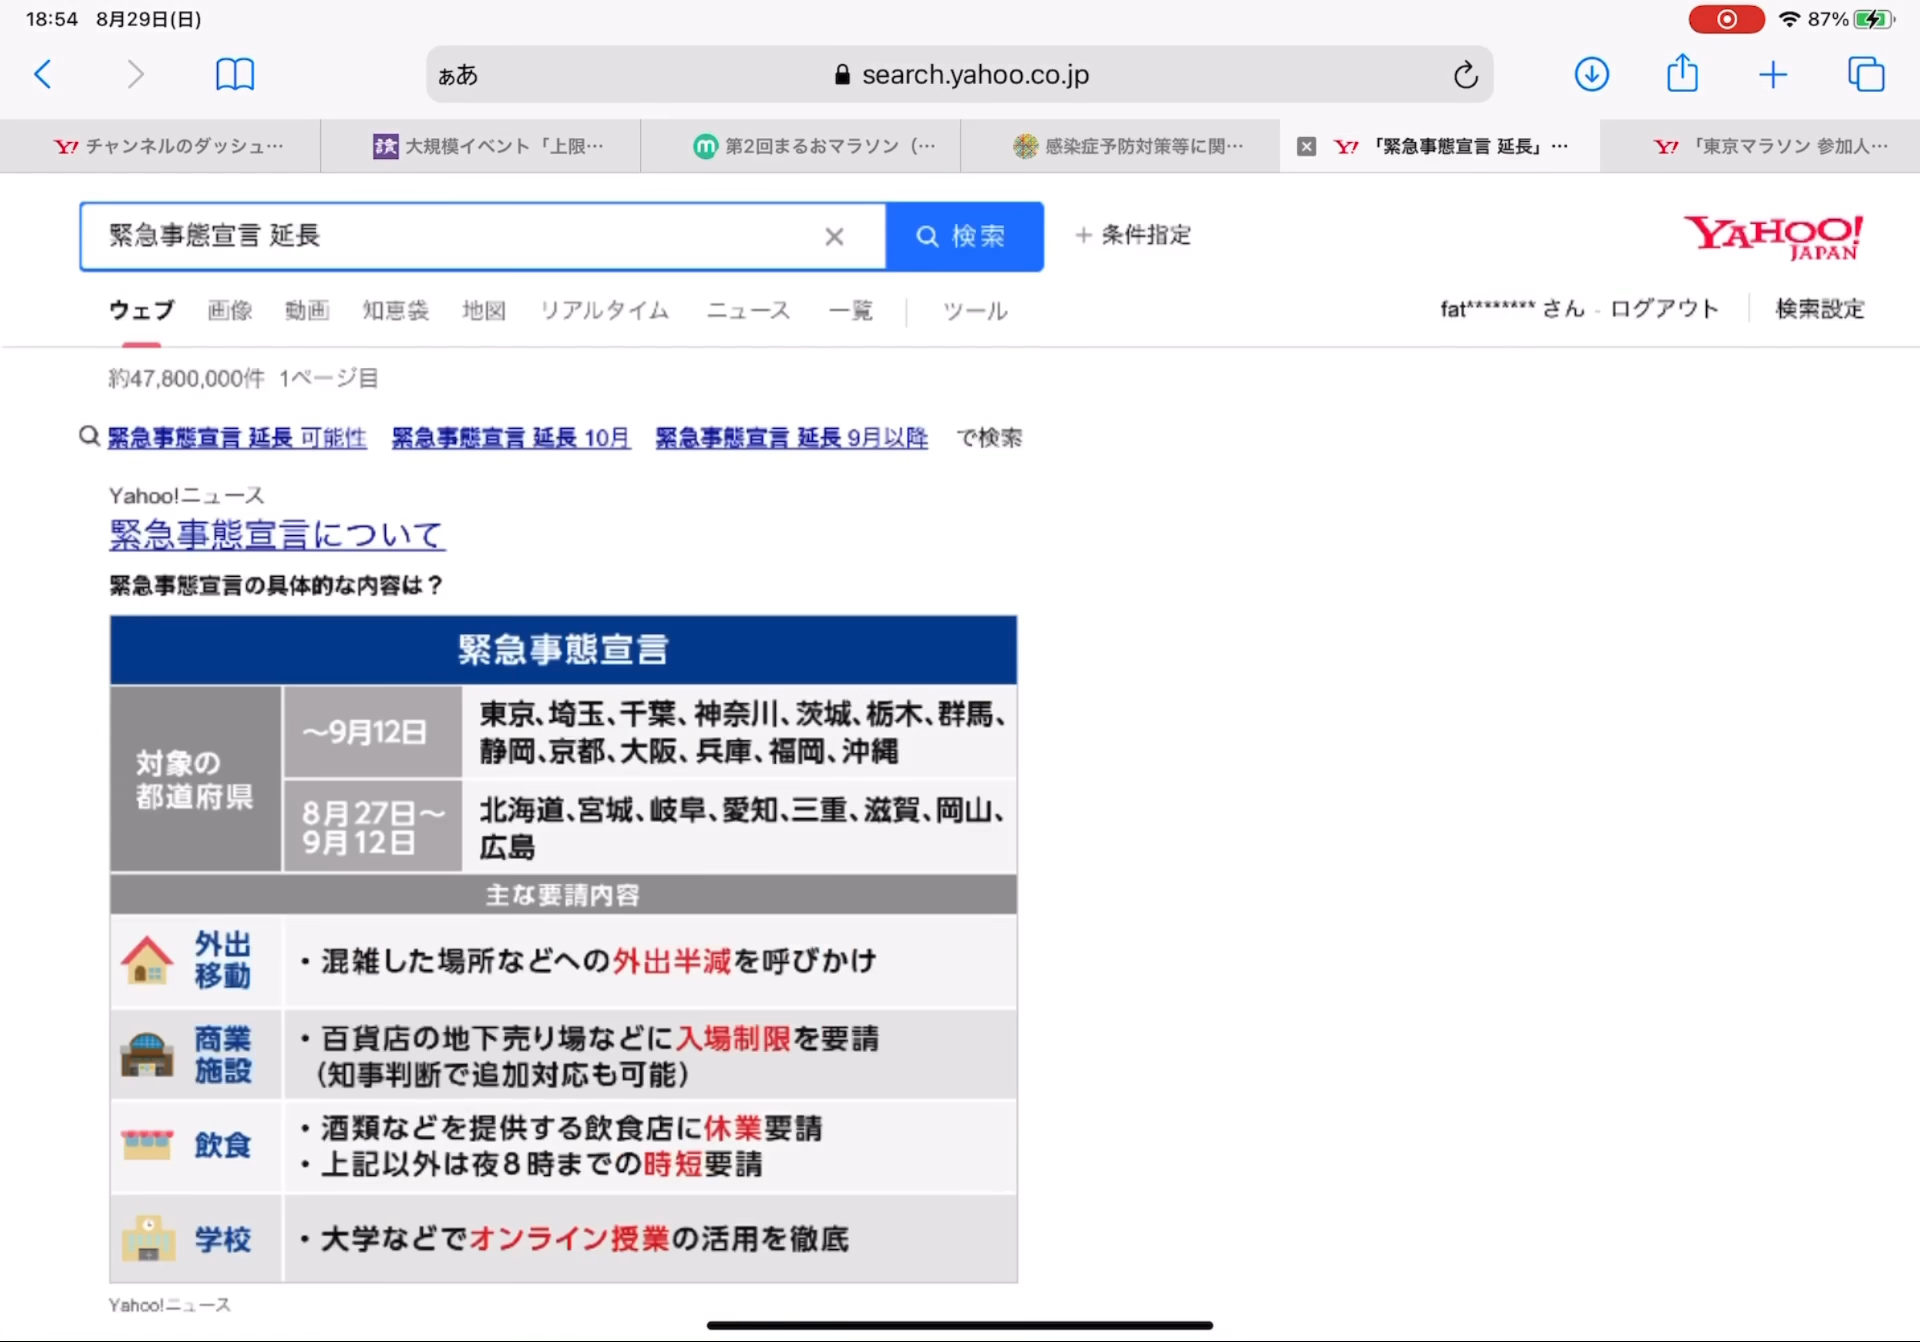 18:54 8月29日(日)
87%
ぁあ
search.yahoo.co.jp
チャンネルのダッシュ…
大規模イベント「上限…
第2回まるおマラソン（…
感染症予防対策等に関…
「緊急事態宣言 延長」…
「東京マラソン 参加人…
緊急事態宣言 延長
検索
+ 条件指定
YAHOO!
JAPAN
ウェブ 画像 動画 知恵袋 地図 リアルタイム ニュース 一覧 ツール
fat******** さん - ログアウト
検索設定
約47,800,000件 1ページ目
緊急事態宣言 延長 可能性 緊急事態宣言 延長 10月 緊急事態宣言 延長 9月以降 で検索
Yahoo!ニュース
緊急事態宣言について
緊急事態宣言の具体的な内容は？
緊急事態宣言
対象の
都道府県
～9月12日
東京、埼玉、千葉、神奈川、茨城、栃木、群馬、
静岡、京都、大阪、兵庫、福岡、沖縄
8月27日～
9月12日
北海道、宮城、岐阜、愛知、三重、滋賀、岡山、
広島
主な要請内容
外出
移動
・混雑した場所などへの外出半減を呼びかけ
商業
施設
・百貨店の地下売り場などに入場制限を要請
（知事判断で追加対応も可能）
飲食
・酒類などを提供する飲食店に休業要請
・上記以外は夜8時までの時短要請
学校
・大学などでオンライン授業の活用を徹底
Yahoo!ニュース